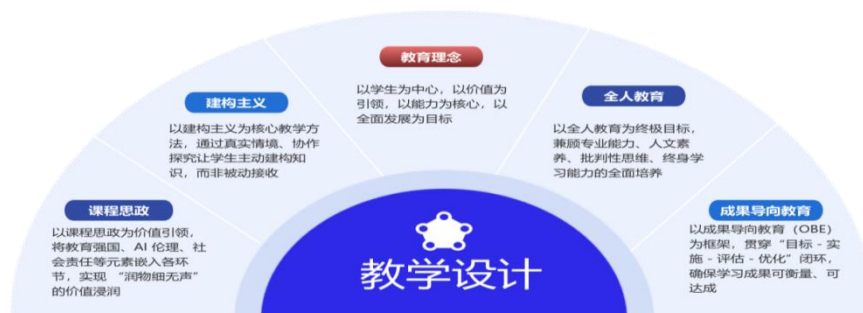 教育理念
以学生为中心，以价值为
引领，以能力为核心，以
全面发展为目标
建构主义
以建构主义为核心教学方
法，通过真实情境、协作
探究让学生主动建构知
识，而非被动接收
全人教育
以全人教育为终极目标，
兼顾专业能力、人文素
养、批判性思维、终身学
习能力的全面培养
课程思政
以课程思政为价值引领，
将教育强国、AI 伦理、社
会责任等元素嵌入各环
节，实现 “润物细无声”
的价值浸润
成果导向教育
以成果导向教育（OBE）
为框架，贯穿“目标 - 实
施 - 评估 - 优化” 闭环，
确保学习成果可衡量、可
达成
教学设计